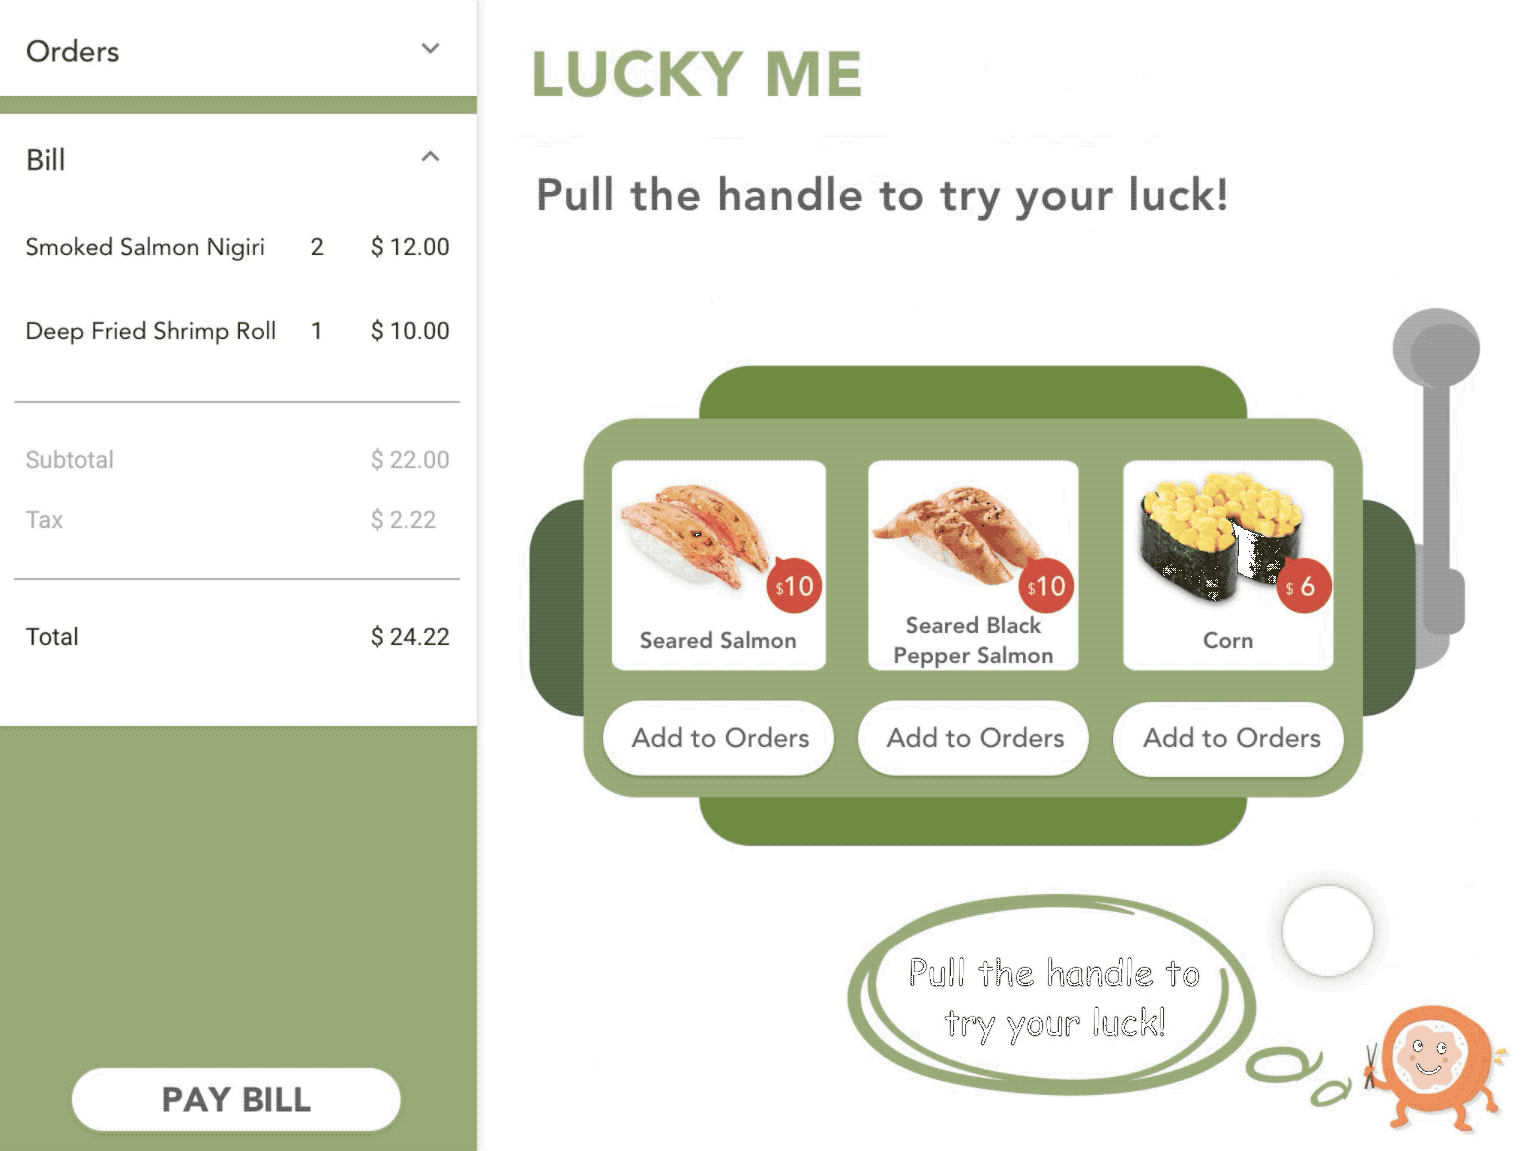 Orders
Bill
Smoked Salmon Nigiri 2 $ 12.00
Deep Fried Shrimp Roll 1 $ 10.00
Subtotal $ 22.00
Tax $ 2.22
Total $ 24.22
PAY BILL
LUCKY ME
Pull the handle to try your luck!
$10
Seared Salmon
Add to Orders
$10
Seared Black
Pepper Salmon
Add to Orders
$ 6
Corn
Add to Orders
Pull the handle to
try your luck!